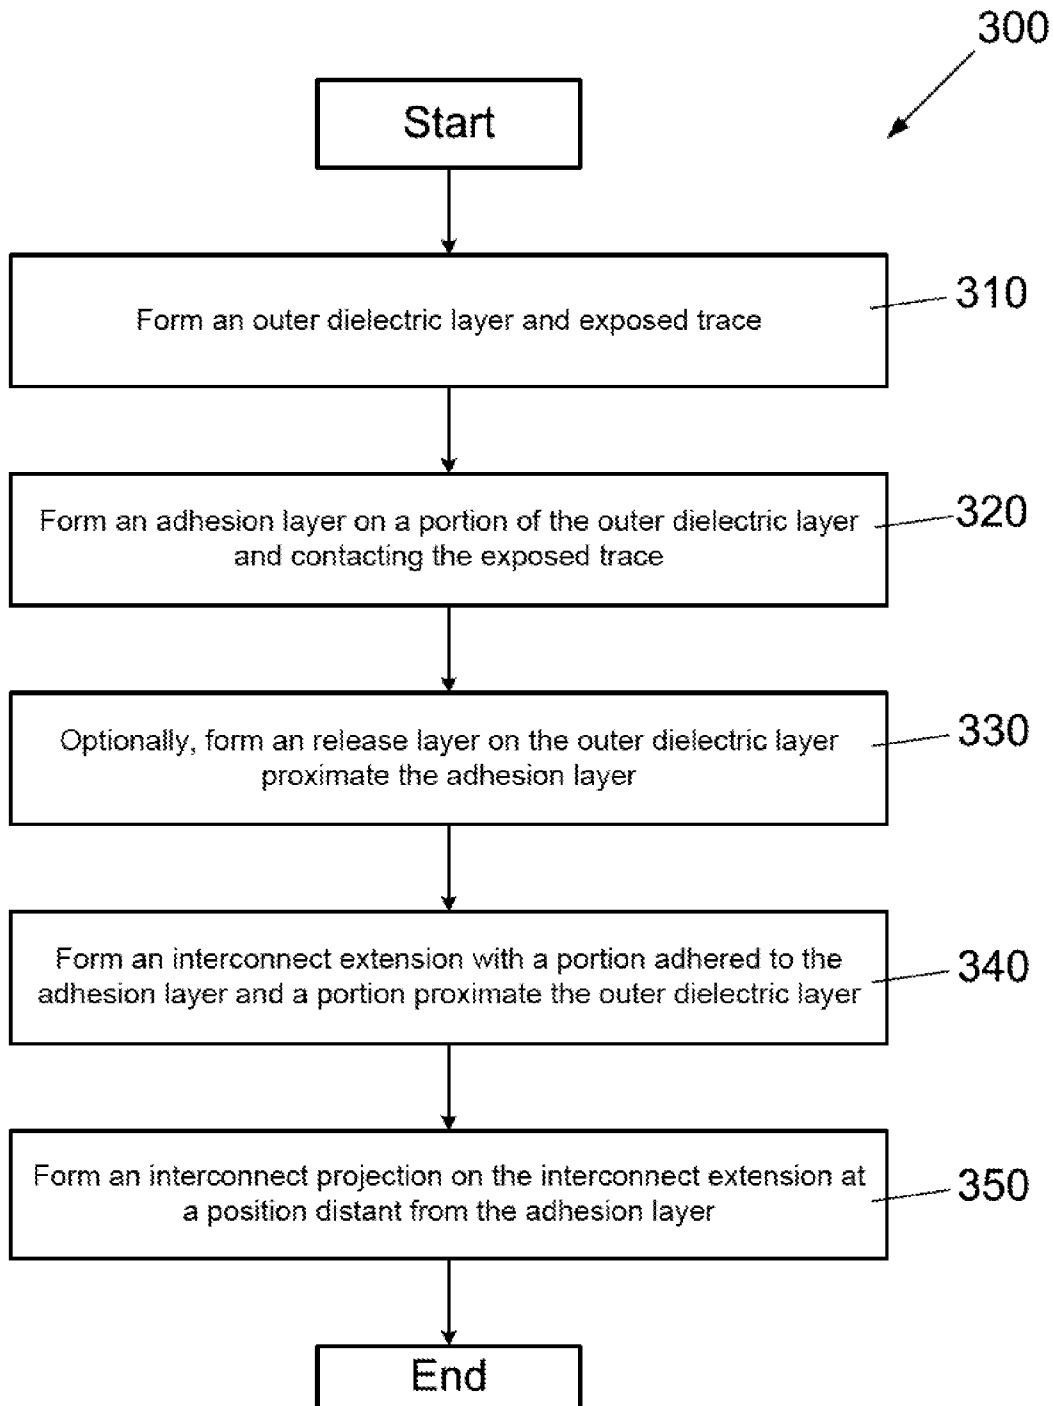 300
Start
Form an outer dielectric layer and exposed trace
310
Form an adhesion layer on a portion of the outer dielectric layer
and contacting the exposed trace
320
Optionally, form an release layer on the outer dielectric layer
proximate the adhesion layer
330
Form an interconnect extension with a portion adhered to the
adhesion layer and a portion proximate the outer dielectric layer
340
Form an interconnect projection on the interconnect extension at
a position distant from the adhesion layer
350
End